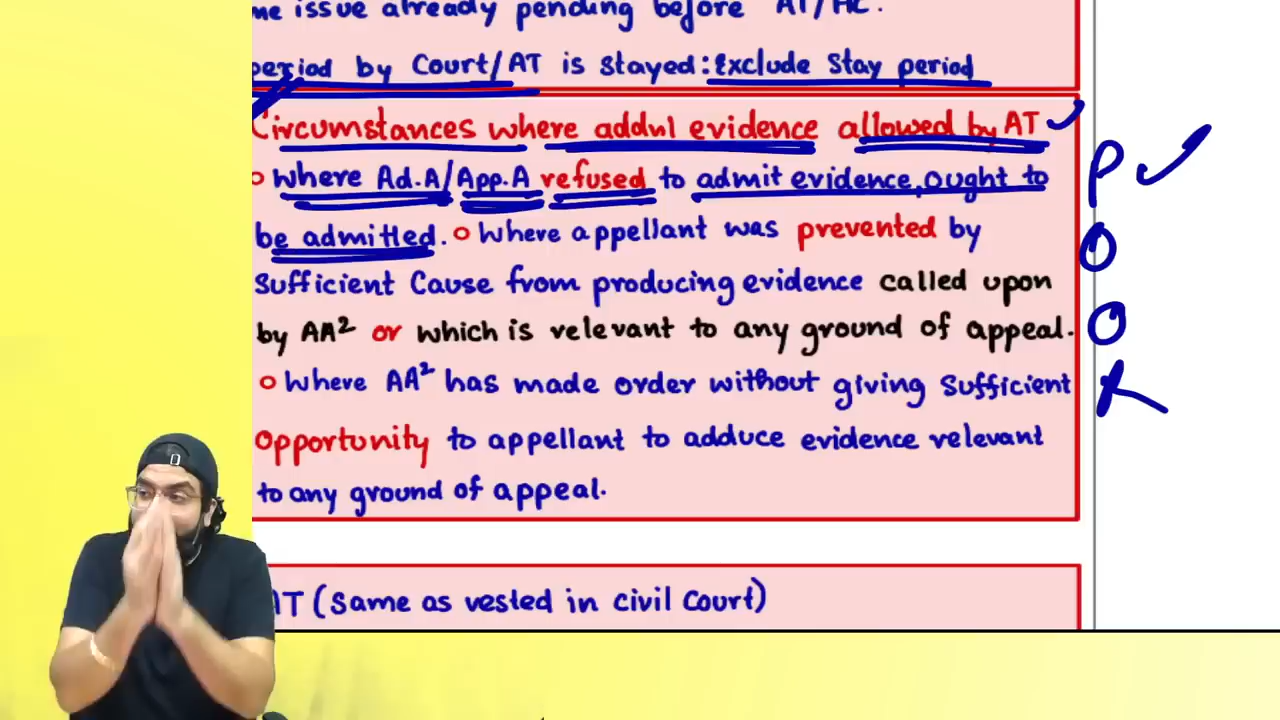 me issue already pending before AT/HC.
period by Court/AT is stayed: Exclude Stay period
Circumstances where addnl evidence allowed by AT
o where Ad.A/App.A refused to admit evidence, ought to
be admitted. o Where appellant was prevented by
Sufficient Cause from producing evidence called upon
by AA² or which is relevant to any ground of appeal.
o Where AA² has made order without giving Sufficient
Opportunity to appellant to adduce evidence relevant
to any ground of appeal.
AT (Same as vested in civil Court)
P
O
O
R